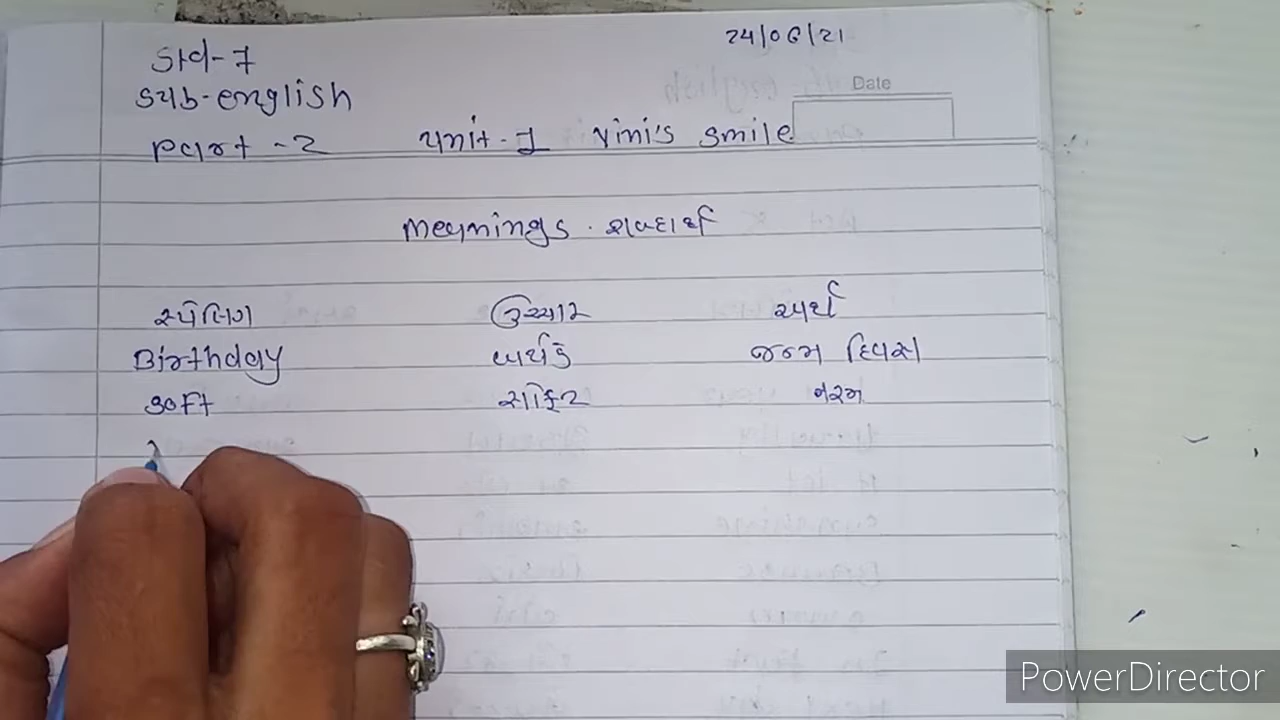 24/06/21
Std-7
Sub-english
Date
Part-2 Unit-1 Vini's smile
Meanings. શબ્દાર્થ
સ્પેલિંગ ઉચ્ચાર અર્થ
Birthday બર્થડે જન્મ દિવસ
soft સોફ્ટ નરમ
PowerDirector